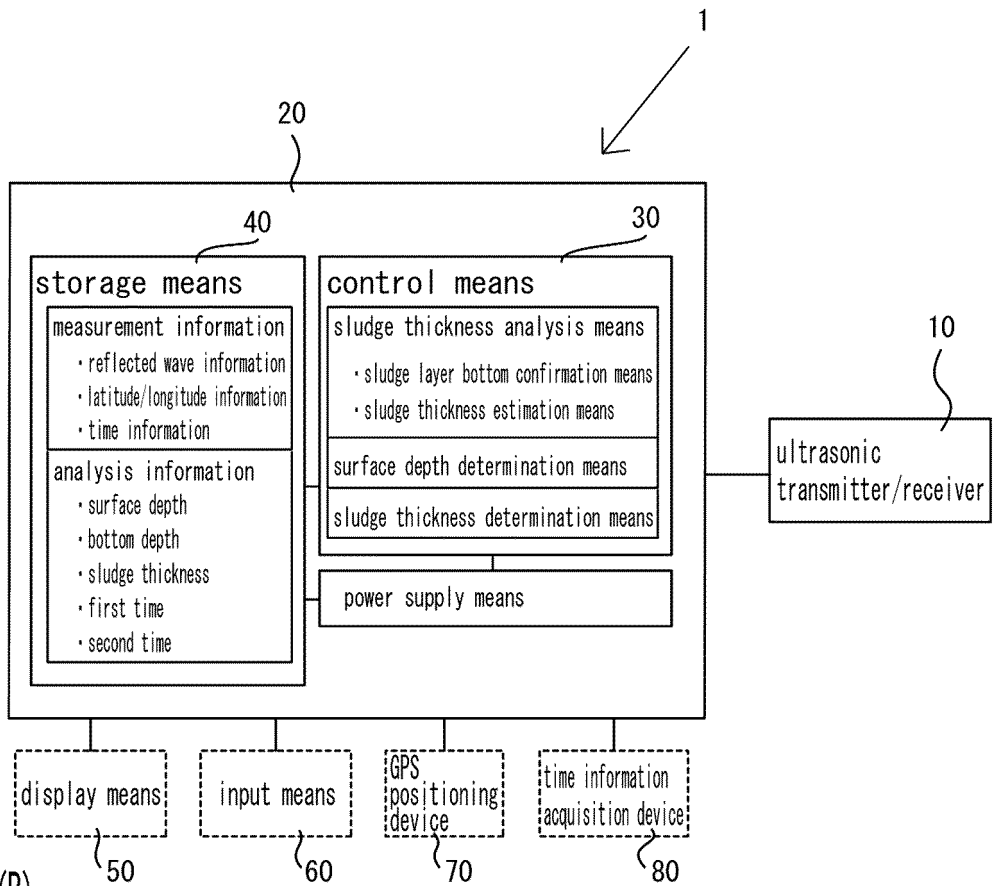 1
20
40
30
storage means
control means
measurement information
・reflected wave information
・latitude/longitude information
・time information
analysis information
・surface depth
・bottom depth
・sludge thickness
・first time
・second time
sludge thickness analysis means
・sludge layer bottom confirmation means
・sludge thickness estimation means
surface depth determination means
sludge thickness determination means
power supply means
10
ultrasonic
transmitter/receiver
display means
input means
GPS
positioning
device
time information
acquisition device
50
60
70
80